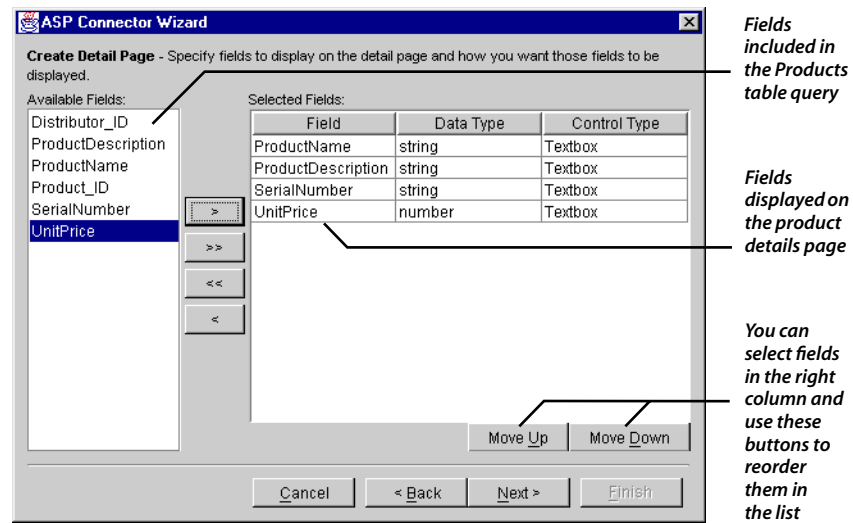 ASP Connector Wizard
Create Detail Page - Specify fields to display on the detail page and how you want those fields to be
displayed.
Available Fields:
Distributor_ID
ProductDescription
ProductName
Product_ID
SerialNumber
UnitPrice
>
>>
<<
<
Selected Fields:
Field Data Type Control Type
ProductName string Textbox
ProductDescription string Textbox
SerialNumber string Textbox
UnitPrice number Textbox
Move Up Move Down
Cancel < Back Next > Finish
Fields
included in
the Products
table query
Fields
displayed on
the product
details page
You can
select fields
in the right
column and
use these
buttons to
reorder
them in
the list